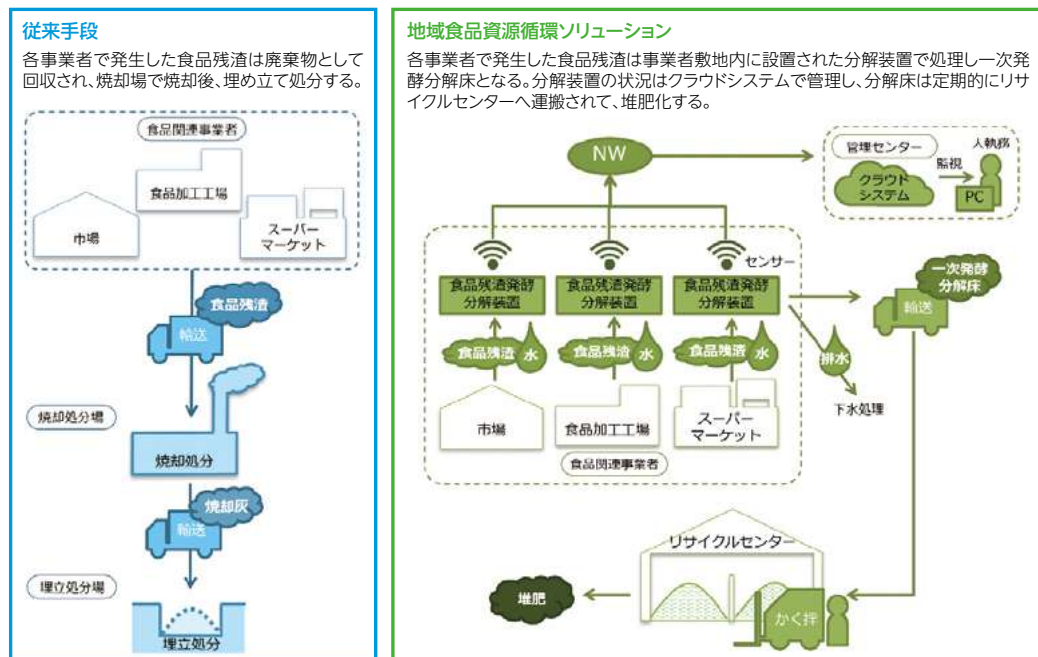 従来手段
各事業者で発生した食品残渣は廃棄物として
回収され、焼却場で焼却後、埋め立て処分する。
食品関連事業者
食品加工工場
市場
スーパー
マーケット
食品残渣
輸送
焼却処分場
焼却処分
焼却灰
輸送
埋立処分場
埋立処分
地域食品資源循環ソリューション
各事業者で発生した食品残渣は事業者敷地内に設置された分解装置で処理し一次発
酵分解床となる。分解装置の状況はクラウドシステムで管理し、分解床は定期的にリサ
イクルセンターへ運搬されて、堆肥化する。
NW
管理センター
クラウド
システム
監視
人執務
PC
センサー
食品残渣発酵
分解装置
食品残渣発酵
分解装置
食品残渣発酵
分解装置
一次発酵
分解床
輸送
食品残渣
水
食品残渣
水
食品残渣
水
排水
下水処理
市場
食品加工工場
スーパー
マーケット
食品関連事業者
リサイクルセンター
堆肥
かく拌